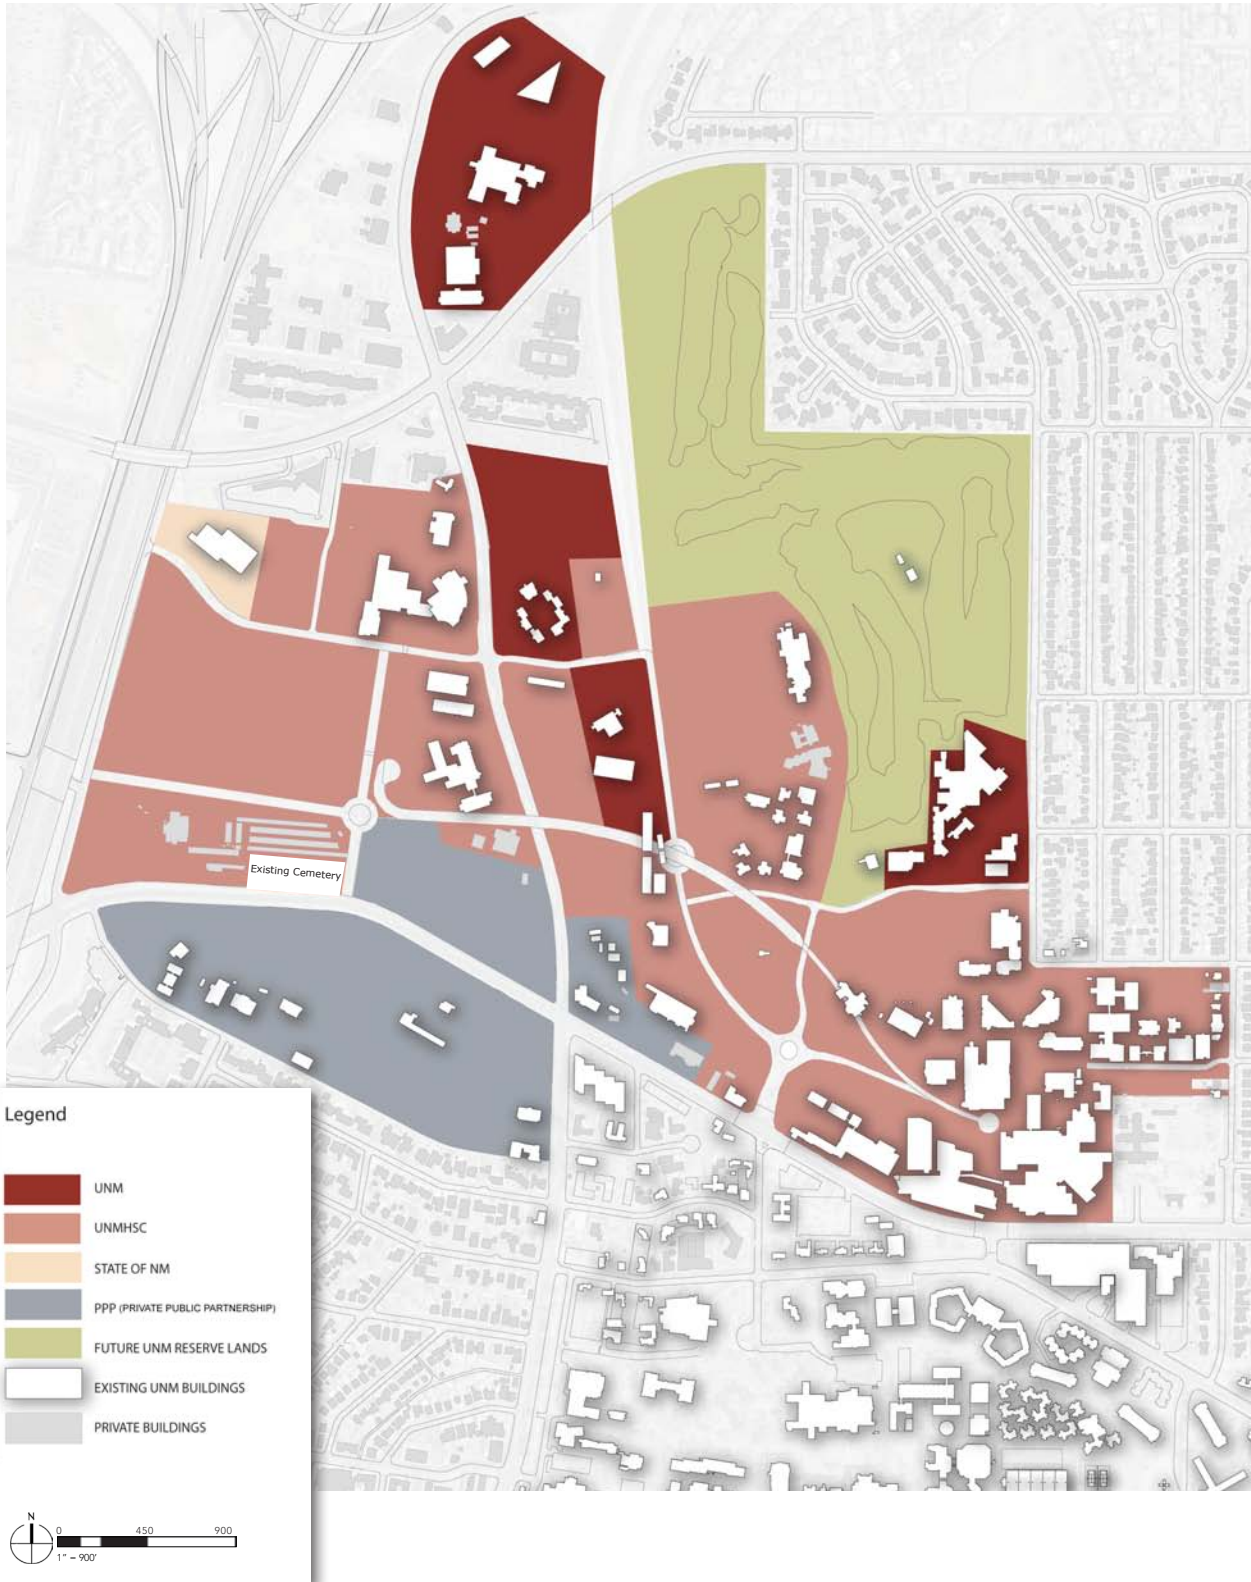 Existing Cemetery
Legend
UNM
UNMHSC
STATE OF NM
PPP (PRIVATE PUBLIC PARTNERSHIP)
FUTURE UNM RESERVE LANDS
EXISTING UNM BUILDINGS
PRIVATE BUILDINGS
N
0 450 900
1" = 900'